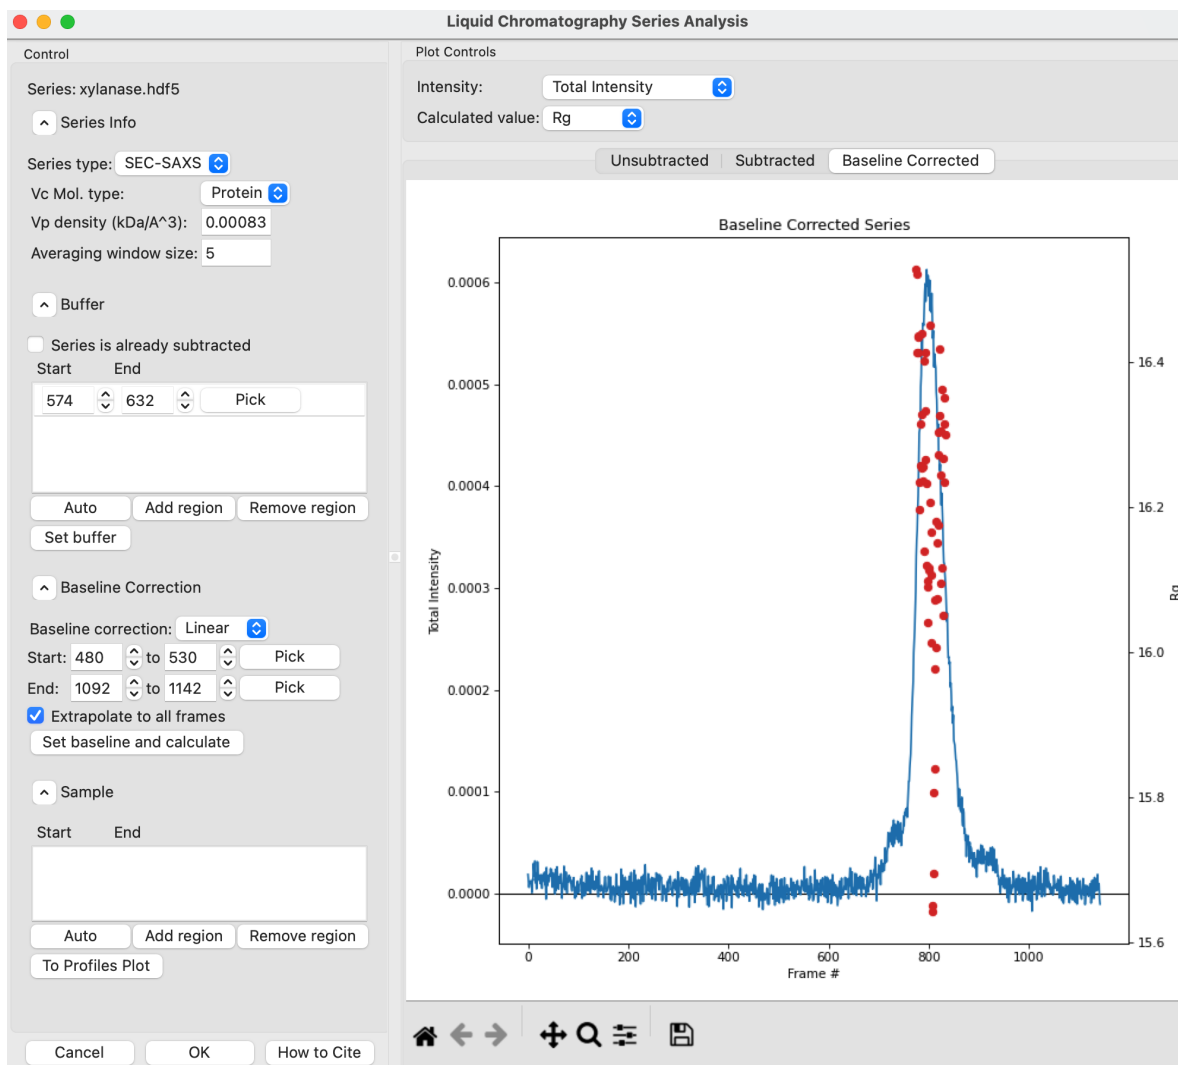 Liquid Chromatography Series Analysis
Control
Series: xylanase.hdf5
Series Info
Series type: SEC-SAXS
Vc Mol. type: Protein
Vp density (kDa/A^3): 0.00083
Averaging window size: 5
Buffer
Series is already subtracted
Start End
574 632 Pick
Auto Add region Remove region
Set buffer
Baseline Correction
Baseline correction: Linear
Start: 480 to 530 Pick
End: 1092 to 1142 Pick
Extrapolate to all frames
Set baseline and calculate
Sample
Start End
Auto Add region Remove region
To Profiles Plot
Cancel OK How to Cite
Plot Controls
Intensity: Total Intensity
Calculated value: Rg
Unsubtracted Subtracted Baseline Corrected
Baseline Corrected Series
0.0006
0.0005
0.0004
0.0003
0.0002
0.0001
0.0000
Total Intensity
16.4
16.2
16.0
15.8
15.6
Rg
0 200 400 600 800 1000
Frame #